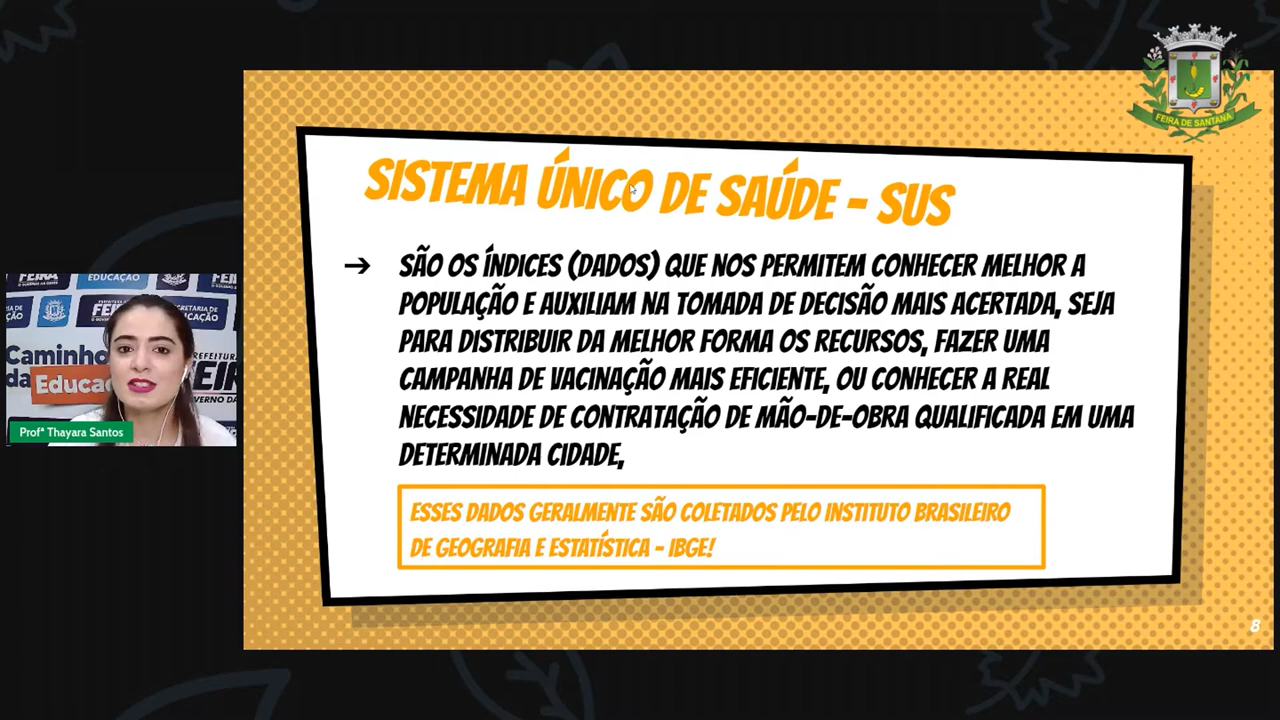 FEIRA DE SANTANA
SISTEMA ÚNICO DE SAÚDE - SUS
➔ SÃO OS ÍNDICES (DADOS) QUE NOS PERMITEM CONHECER MELHOR A
POPULAÇÃO E AUXILIAM NA TOMADA DE DECISÃO MAIS ACERTADA, SEJA
PARA DISTRIBUIR DA MELHOR FORMA OS RECURSOS, FAZER UMA
CAMPANHA DE VACINAÇÃO MAIS EFICIENTE, OU CONHECER A REAL
NECESSIDADE DE CONTRATAÇÃO DE MÃO-DE-OBRA QUALIFICADA EM UMA
DETERMINADA CIDADE,
ESSES DADOS GERALMENTE SÃO COLETADOS PELO INSTITUTO BRASILEIRO
DE GEOGRAFIA E ESTATÍSTICA - IBGE!
8
FEIRA
EDUCAÇÃO
Caminho
da Educa
Profª Thayara Santos